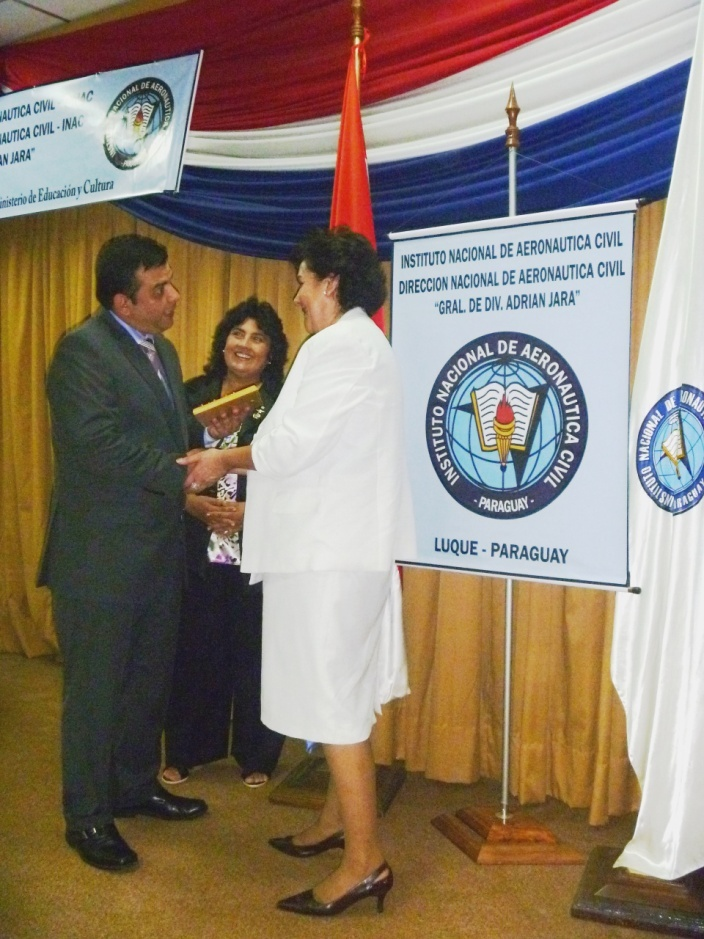 NAUTICA CIVIL - INAC
NAUTICA CIVIL - INAC
AN JARA"
inisterio de Educación y Cultura
NACIONAL DE AERONAUTICA
INSTITUTO NACIONAL DE AERONAUTICA CIVIL
DIRECCION NACIONAL DE AERONAUTICA CIVIL
"GRAL. DE DIV. ADRIAN JARA"
INSTITUTO NACIONAL DE AERONAUTICA CIVIL
- PARAGUAY -
LUQUE - PARAGUAY
INSTITUTO NACIONAL DE
PARAGUAY